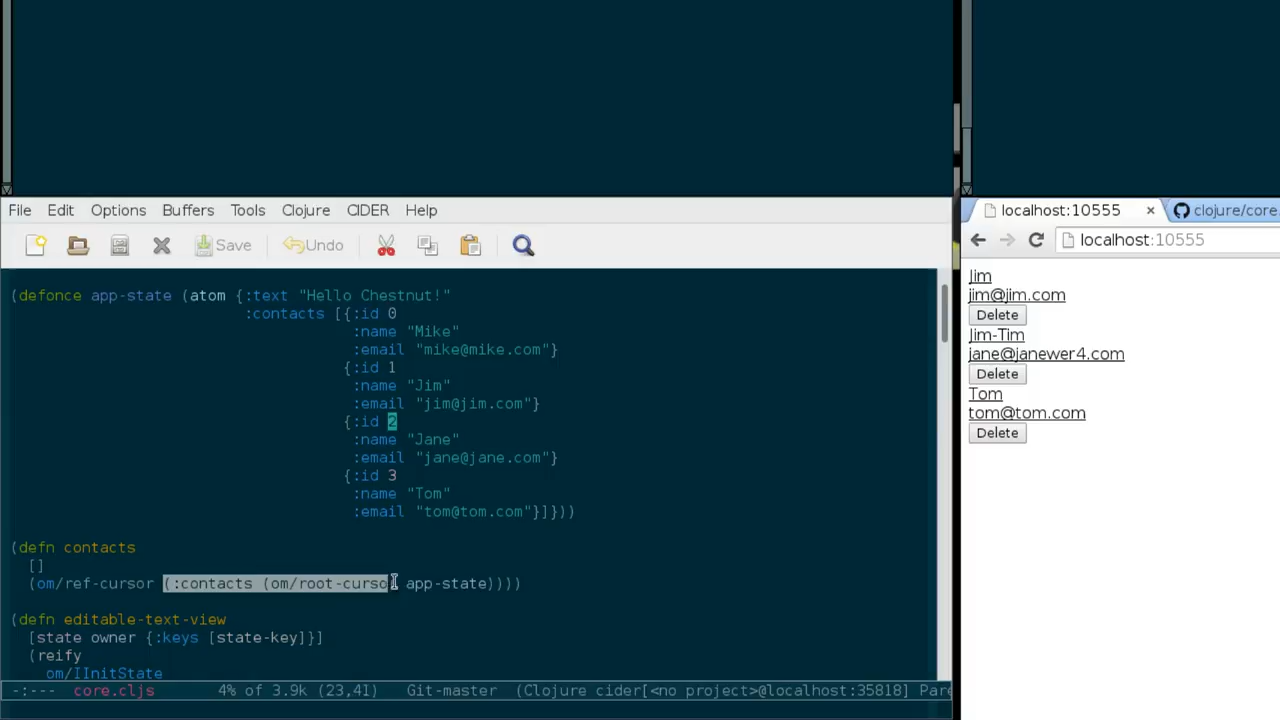 File Edit Options Buffers Tools Clojure CIDER Help
Save Undo
(defonce app-state (atom {:text "Hello Chestnut!"
:contacts [{:id 0
:name "Mike"
:email "mike@mike.com"}
{:id 1
:name "Jim"
:email "jim@jim.com"}
{:id 2
:name "Jane"
:email "jane@jane.com"}
{:id 3
:name "Tom"
:email "tom@tom.com"}]}))
(defn contacts
[]
(om/ref-cursor (:contacts (om/root-curso app-state))))
(defn editable-text-view
[state owner {:keys [state-key]}]
(reify
om/IInitState
-:--- core.cljs 4% of 3.9k (23,41) Git-master (Clojure cider[<no project>@localhost:35818] Pare
localhost:10555 × clojure/core
localhost:10555
Jim
jim@jim.com
Delete
Jim-Tim
jane@janewer4.com
Delete
Tom
tom@tom.com
Delete